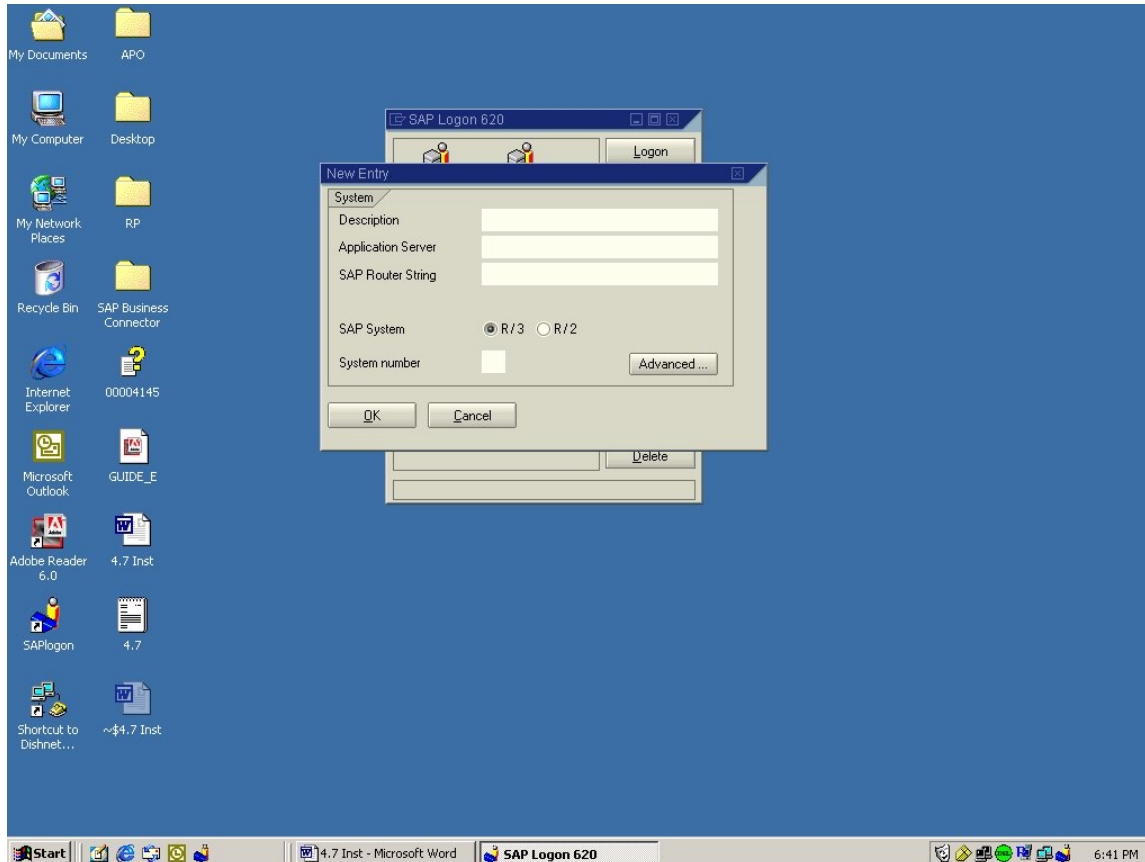 My Documents
APO
My Computer
Desktop
My Network
Places
RP
Recycle Bin
SAP Business
Connector
Internet
Explorer
00004145
Microsoft
Outlook
GUIDE_E
Adobe Reader
6.0
4.7 Inst
SAPlogon
4.7
Shortcut to
Dishnet...
~$4.7 Inst
SAP Logon 620
Logon
New Entry
System
Description
Application Server
SAP Router String
SAP System R/3 R/2
System number Advanced ...
OK Cancel
Delete
Start 4.7 Inst - Microsoft Word SAP Logon 620 6:41 PM